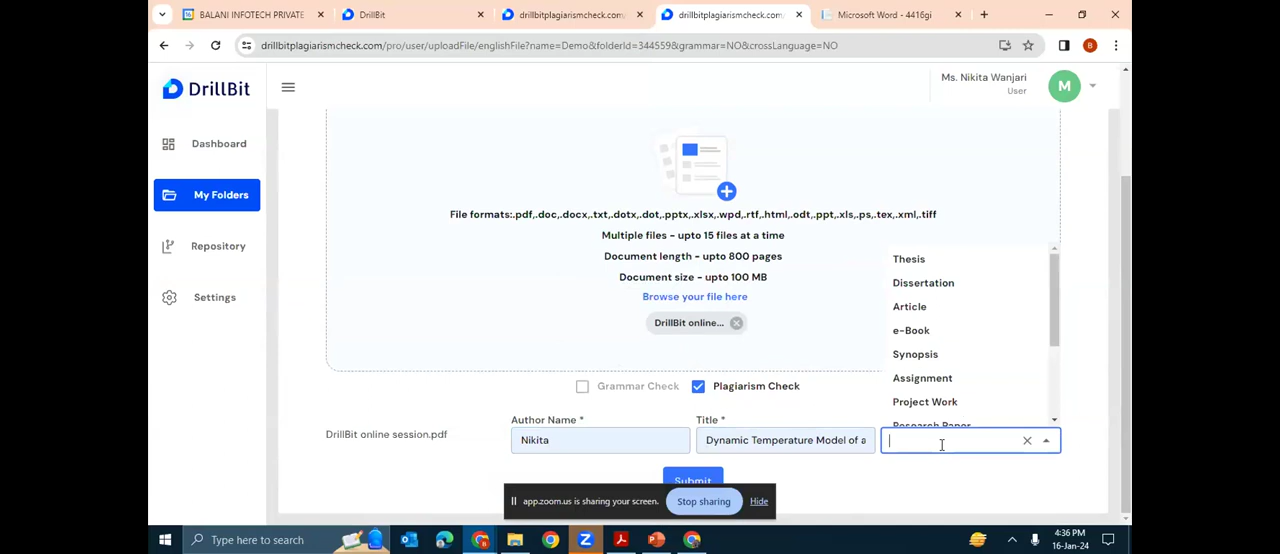 BALANI INFOTECH PRIVATE
DrillBit
drillbitplagiarismcheck.com/
drillbitplagiarismcheck.com/
Microsoft Word - 4416gi
drillbitplagiarismcheck.com/pro/user/uploadFile/englishFile?name=Demo&folderId=344559&grammar=NO&crossLanguage=NO
B
DrillBit
Ms. Nikita Wanjari
User
M
Dashboard
My Folders
Repository
Settings
File formats:.pdf,.doc,.docx,.txt,.dotx,.dot,.pptx,.xlsx,.wpd,.rtf,.html,.odt,.ppt,.xls,.ps,.tex,.xml,.tiff
Multiple files - upto 15 files at a time
Document length - upto 800 pages
Document size - upto 100 MB
Browse your file here
DrillBit online...
Thesis
Dissertation
Article
e-Book
Synopsis
Assignment
Project Work
Research Paper
Grammar Check
Plagiarism Check
DrillBit online session.pdf
Author Name *
Nikita
Title *
Dynamic Temperature Model of a
Submit
app.zoom.us is sharing your screen.
Stop sharing
Hide
Type here to search
4:36 PM
16-Jan-24